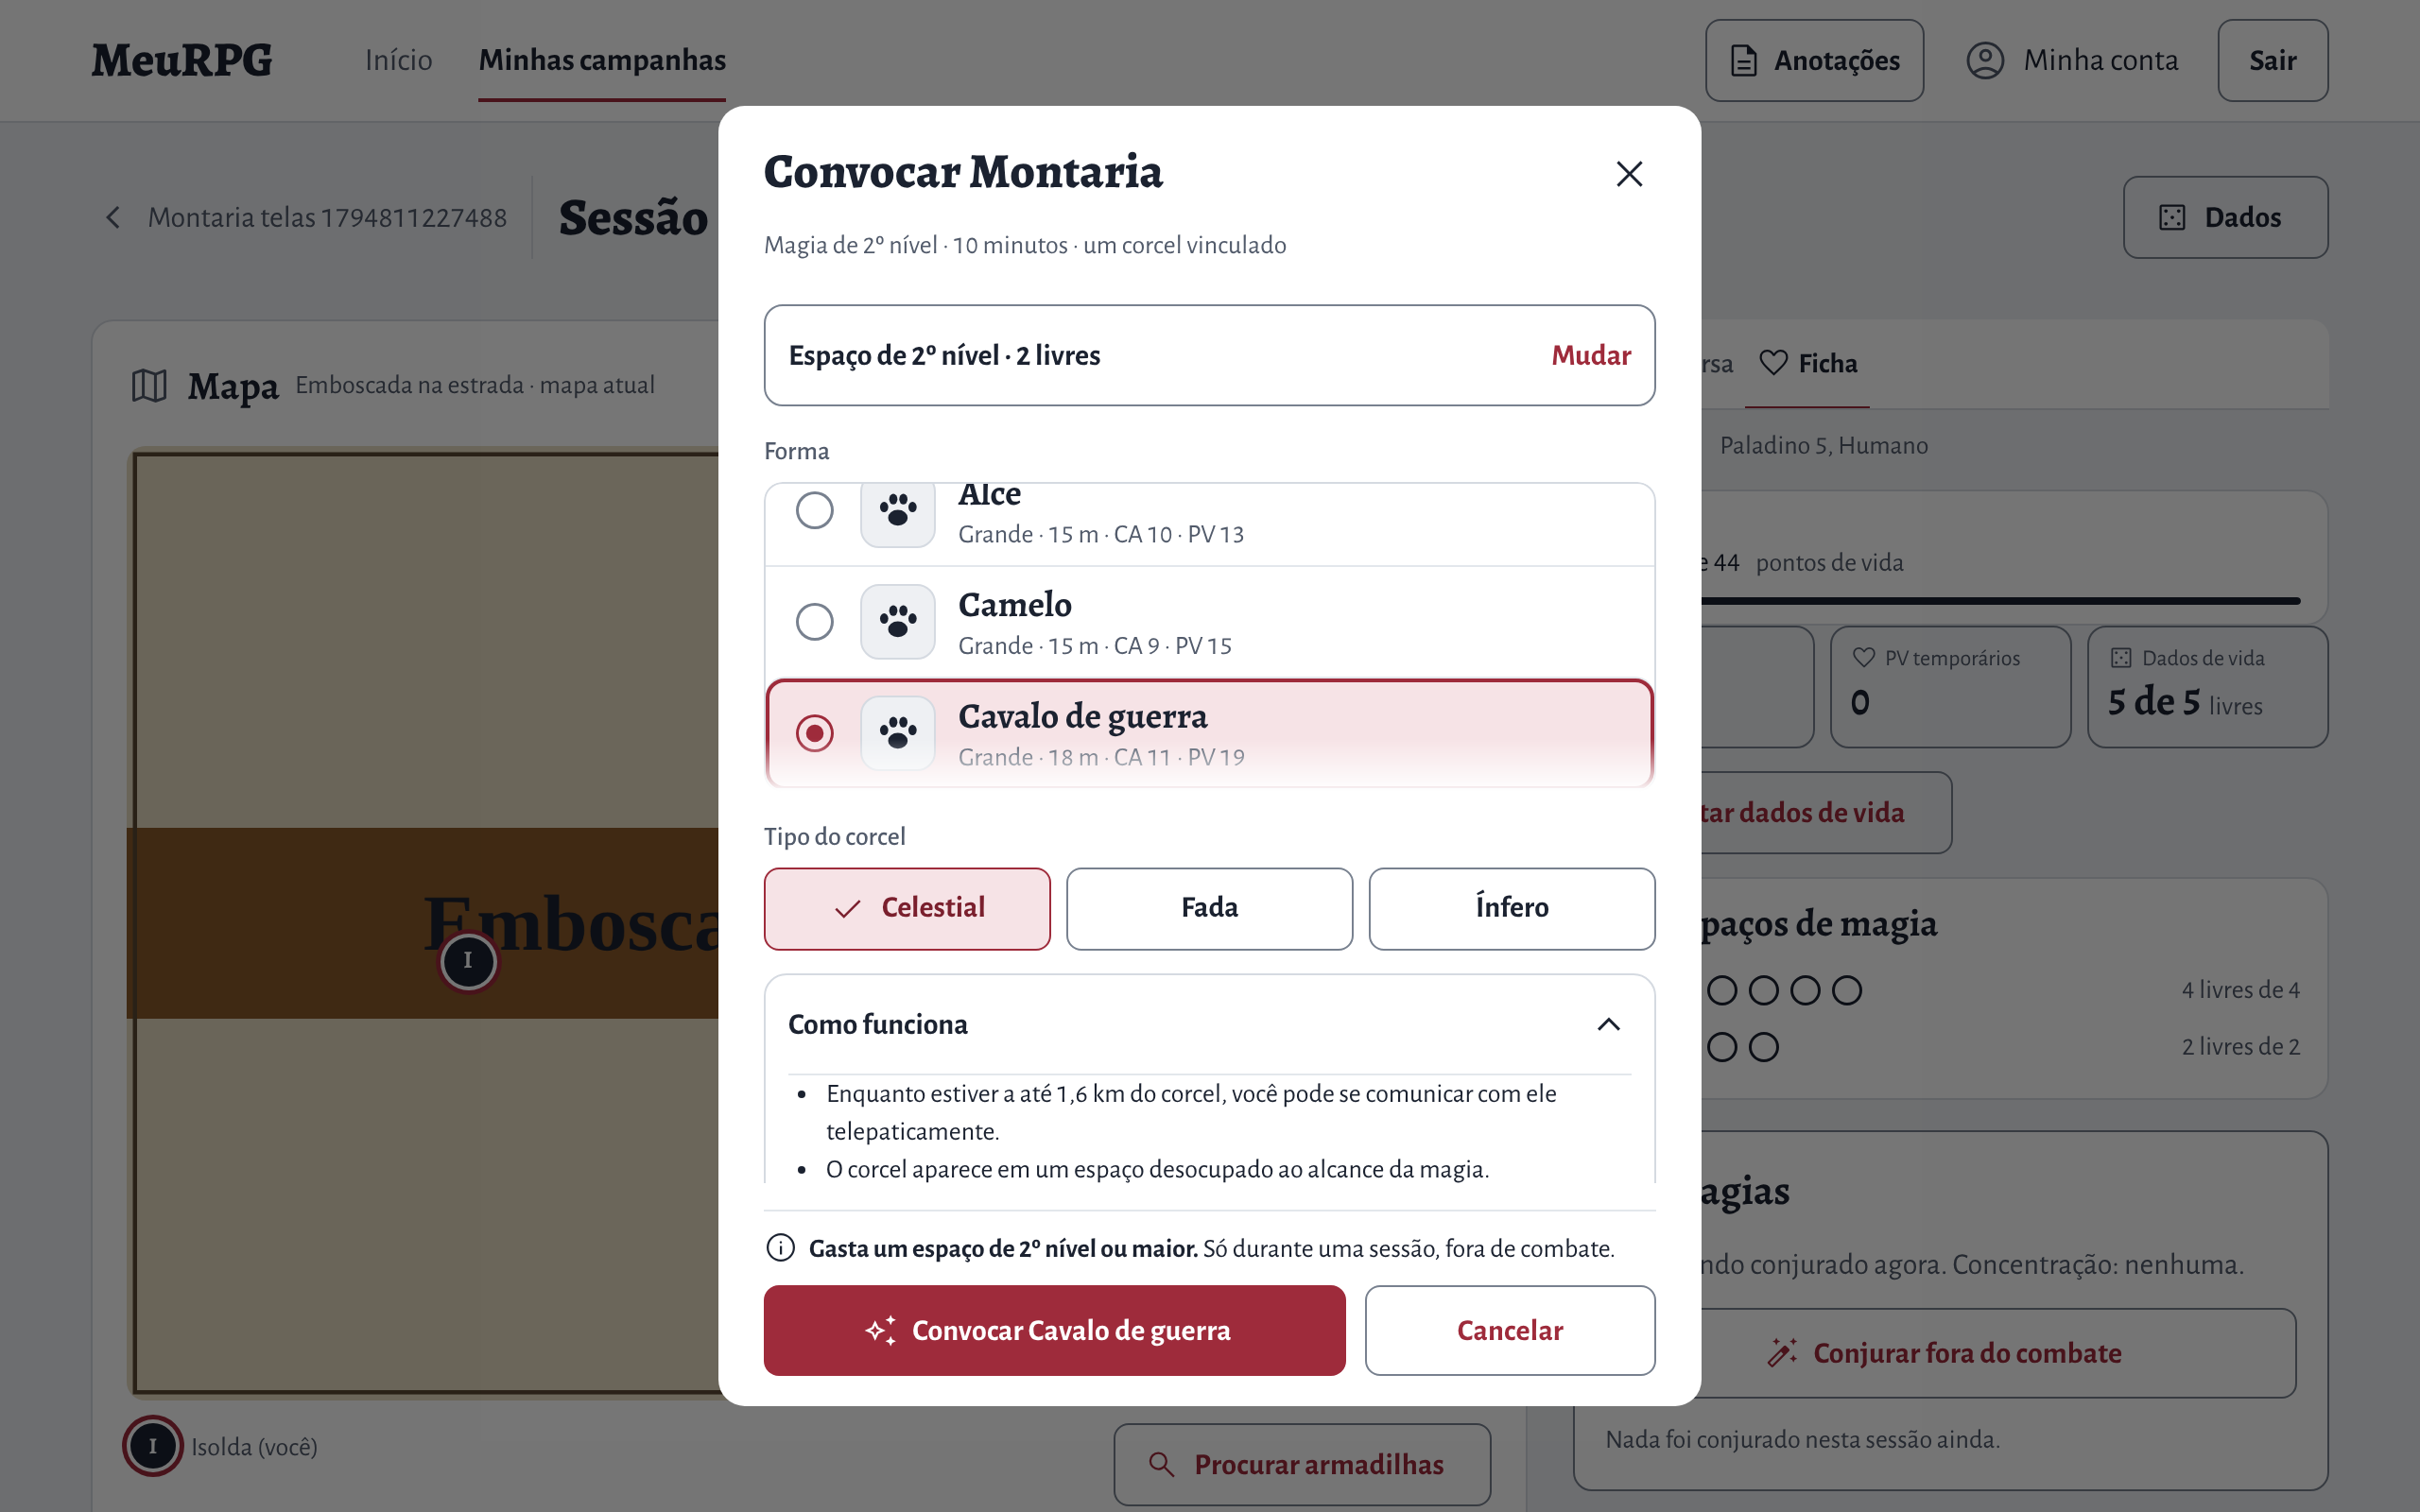 MeuRPG
Início
Minhas campanhas
Anotações
Minha conta
Sair
Montaria telas 1794811227488
Sessão
Dados
Mapa
Emboscada na estrada · mapa atual
Embosca
I
I
Isolda (você)
Procurar armadilhas
Convocar Montaria
Magia de 2º nível · 10 minutos · um corcel vinculado
Espaço de 2º nível · 2 livres
Mudar
Forma
Alce
Grande · 15 m · CA 10 · PV 13
Camelo
Grande · 15 m · CA 9 · PV 15
Cavalo de guerra
Grande · 18 m · CA 11 · PV 19
Tipo do corcel
Celestial
Fada
Ínfero
Como funciona
• Enquanto estiver a até 1,6 km do corcel, você pode se comunicar com ele
telepaticamente.
• O corcel aparece em um espaço desocupado ao alcance da magia.
Gasta um espaço de 2º nível ou maior. Só durante uma sessão, fora de combate.
Convocar Cavalo de guerra
Cancelar
rsa
Ficha
Paladino 5, Humano
e 44 pontos de vida
PV temporários
0
Dados de vida
5 de 5 livres
tar dados de vida
paços de magia
4 livres de 4
2 livres de 2
agias
ndo conjurado agora. Concentração: nenhuma.
Conjurar fora do combate
Nada foi conjurado nesta sessão ainda.